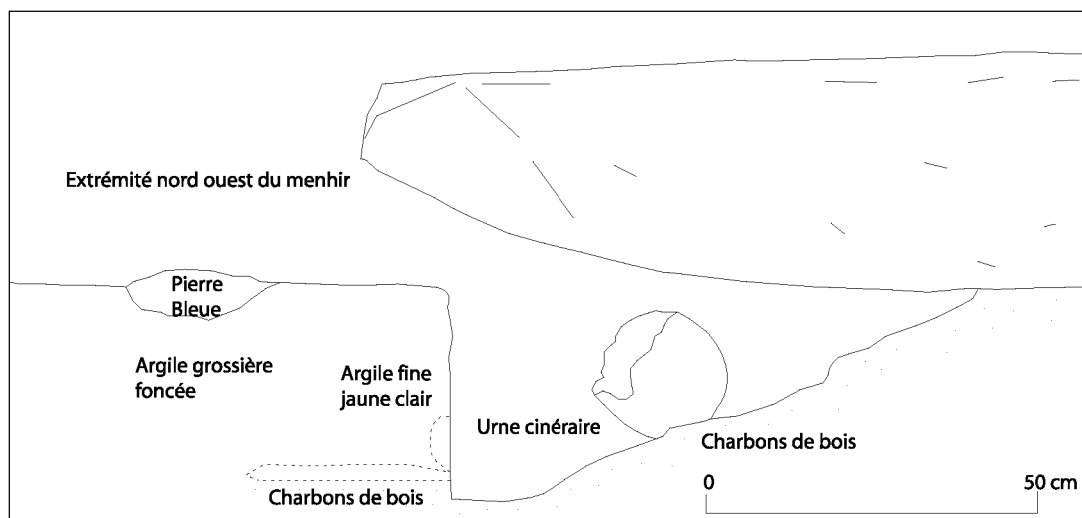 Extrémité nord ouest du menhir
Pierre
Bleue
Argile grossière
foncée
Argile fine
jaune clair
Urne cinéraire
Charbons de bois
Charbons de bois
0
50 cm